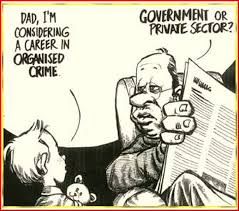 DAD, I'M
CONSIDERING
A CAREER IN
ORGANISED
CRIME.
GOVERNMENT OR
PRIVATE SECTOR?